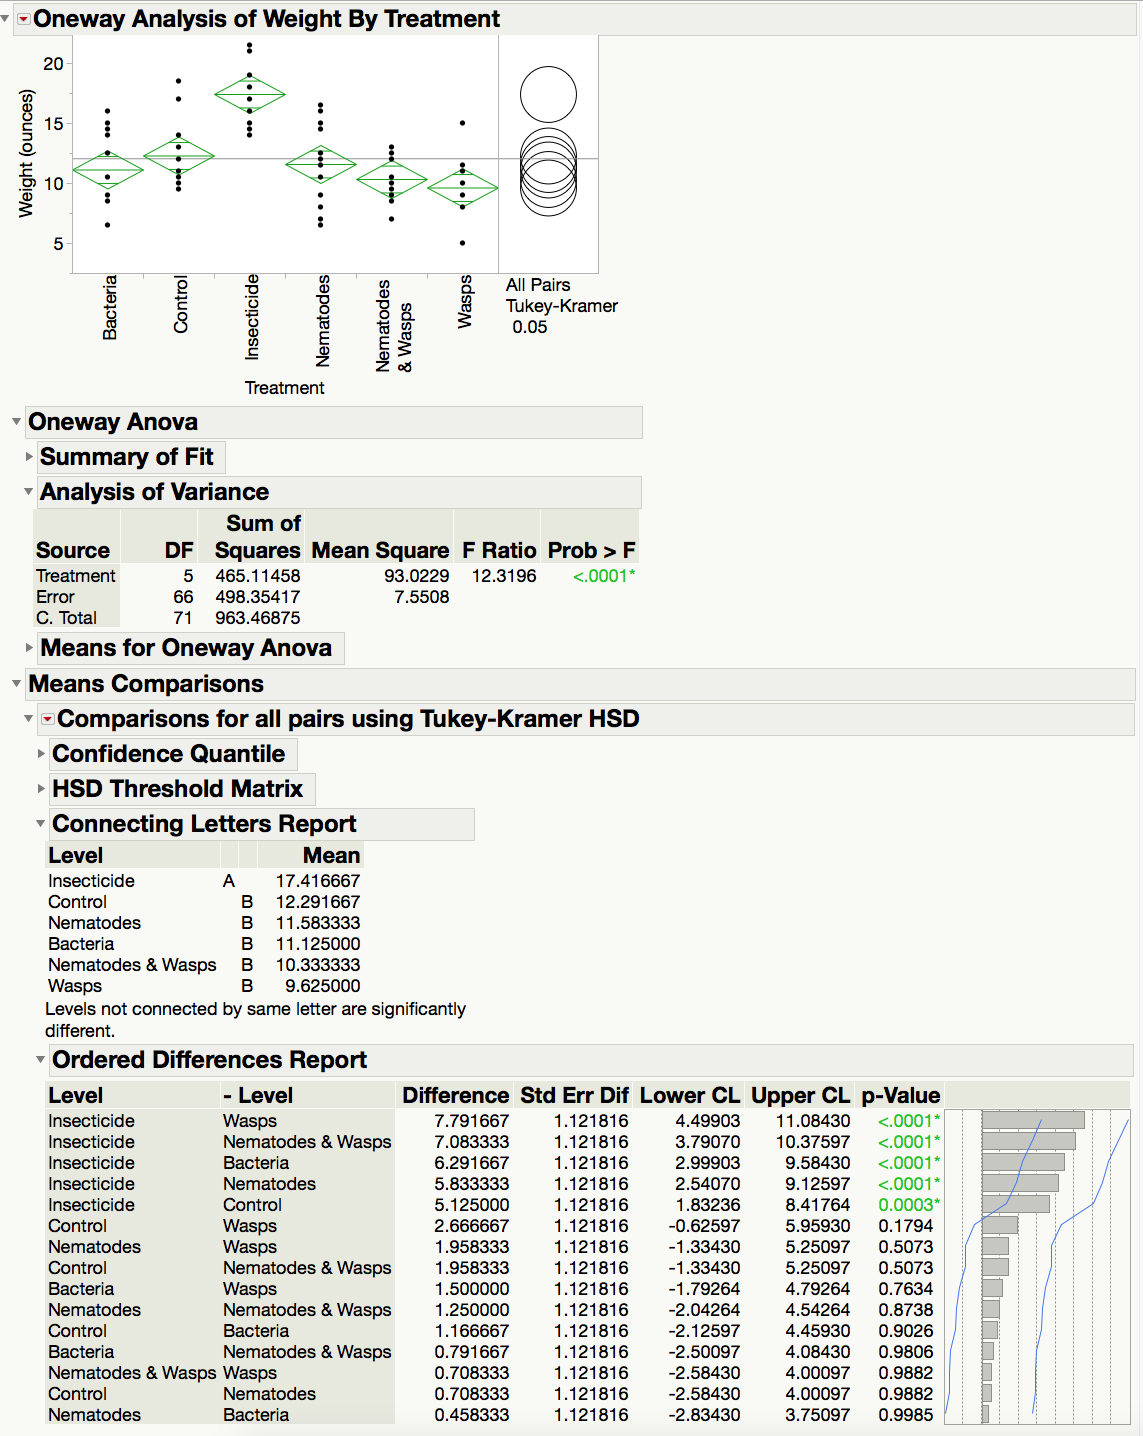 Oneway Analysis of Weight By Treatment
20
15
10
5
Weight (ounces)
Bacteria
Control
Insecticide
Nematodes
Nematodes
& Wasps
Wasps
All Pairs
Tukey-Kramer
0.05
Treatment
Oneway Anova
Summary of Fit
Analysis of Variance
Sum of
Source DF Squares Mean Square F Ratio Prob > F
Treatment 5 465.11458 93.0229 12.3196 <.0001*
Error 66 498.35417 7.5508
C. Total 71 963.46875
Means for Oneway Anova
Means Comparisons
Comparisons for all pairs using Tukey-Kramer HSD
Confidence Quantile
HSD Threshold Matrix
Connecting Letters Report
Level Mean
Insecticide A 17.416667
Control B 12.291667
Nematodes B 11.583333
Bacteria B 11.125000
Nematodes & Wasps B 10.333333
Wasps B 9.625000
Levels not connected by same letter are significantly
different.
Ordered Differences Report
Level - Level Difference Std Err Dif Lower CL Upper CL p-Value
Insecticide Wasps 7.791667 1.121816 4.49903 11.08430 <.0001*
Insecticide Nematodes & Wasps 7.083333 1.121816 3.79070 10.37597 <.0001*
Insecticide Bacteria 6.291667 1.121816 2.99903 9.58430 <.0001*
Insecticide Nematodes 5.833333 1.121816 2.54070 9.12597 <.0001*
Insecticide Control 5.125000 1.121816 1.83236 8.41764 0.0003*
Control Wasps 2.666667 1.121816 -0.62597 5.95930 0.1794
Nematodes Wasps 1.958333 1.121816 -1.33430 5.25097 0.5073
Control Nematodes & Wasps 1.958333 1.121816 -1.33430 5.25097 0.5073
Bacteria Wasps 1.500000 1.121816 -1.79264 4.79264 0.7634
Nematodes Nematodes & Wasps 1.250000 1.121816 -2.04264 4.54264 0.8738
Control Bacteria 1.166667 1.121816 -2.12597 4.45930 0.9026
Bacteria Nematodes & Wasps 0.791667 1.121816 -2.50097 4.08430 0.9806
Nematodes & Wasps Wasps 0.708333 1.121816 -2.58430 4.00097 0.9882
Control Nematodes 0.708333 1.121816 -2.58430 4.00097 0.9882
Nematodes Bacteria 0.458333 1.121816 -2.83430 3.75097 0.9985